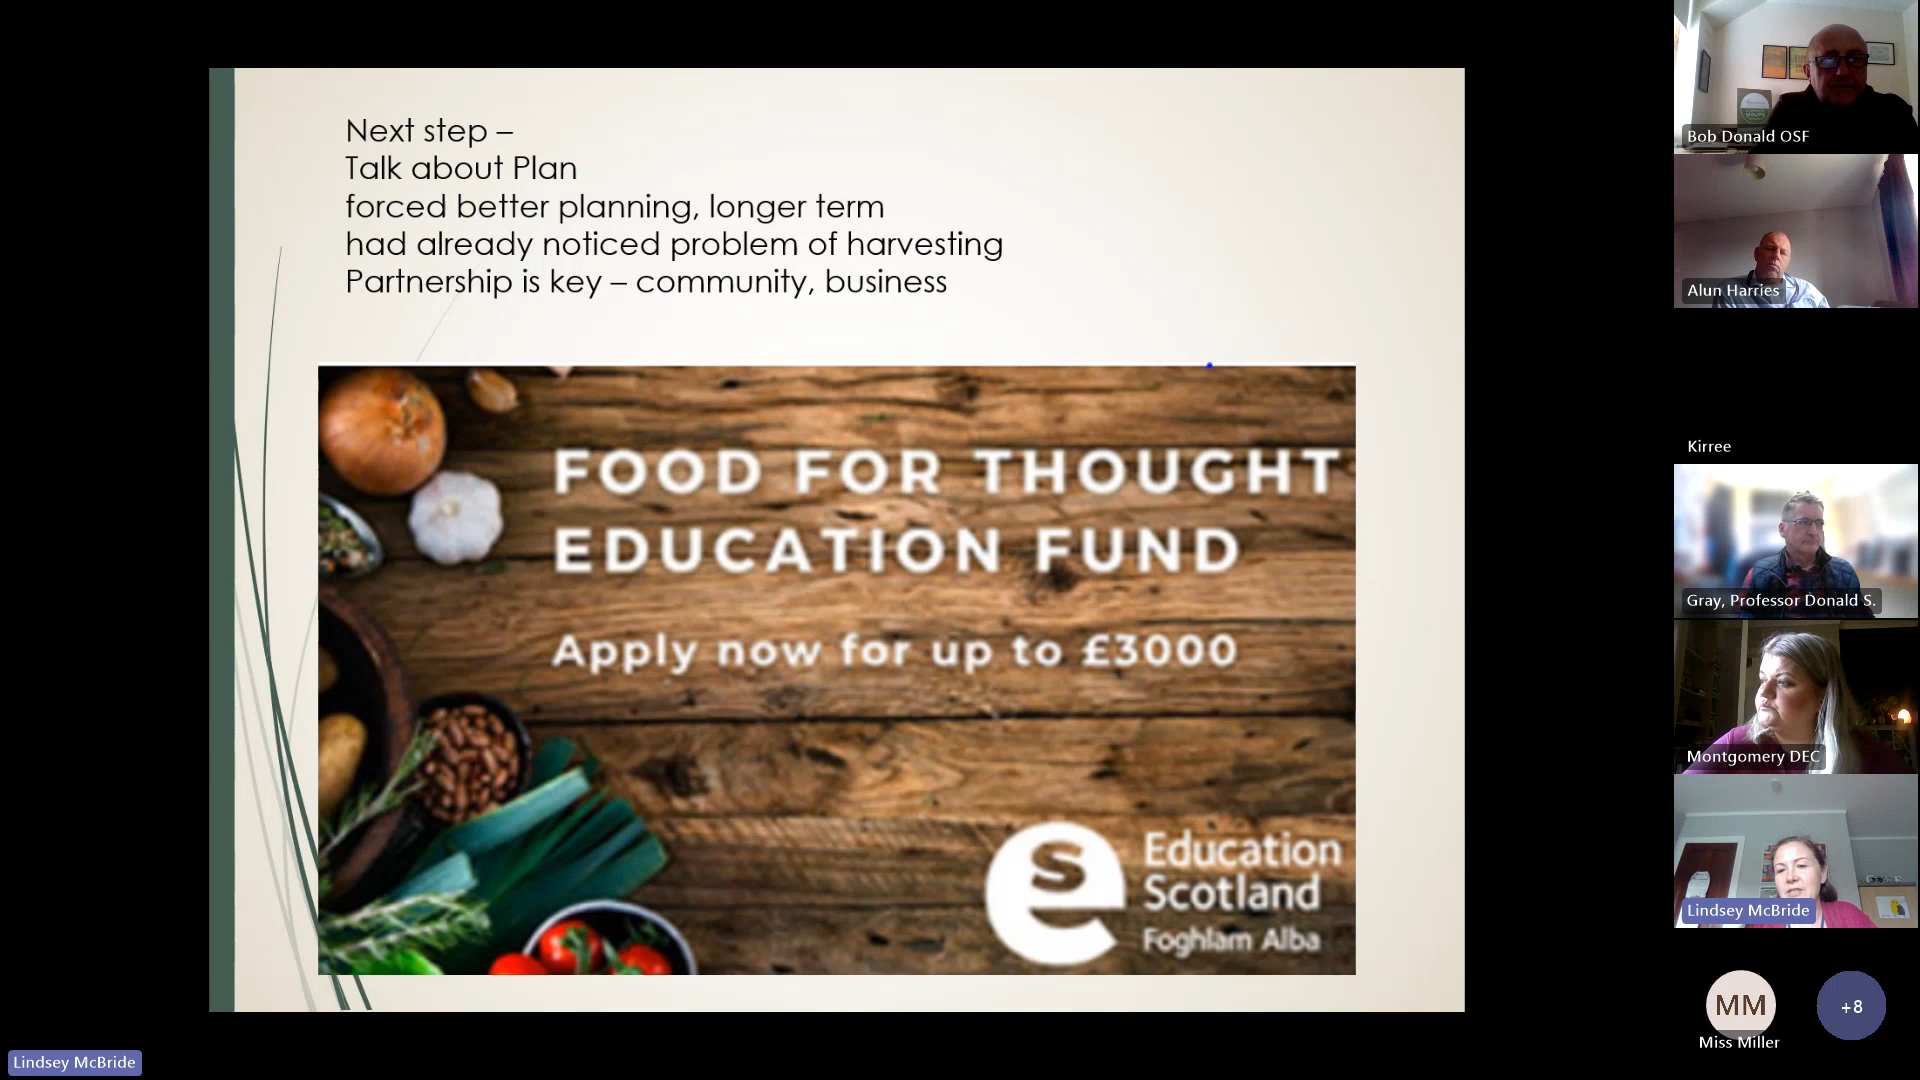 Next step –
Talk about Plan
forced better planning, longer term
had already noticed problem of harvesting
Partnership is key – community, business
FOOD FOR THOUGHT
EDUCATION FUND
Apply now for up to £3000
Education
Scotland
Foghlam Alba
Bob Donald OSF
Alun Harries
Kirree
Gray, Professor Donald S.
Montgomery DEC
Lindsey McBride
MM
Miss Miller
+8
Lindsey McBride